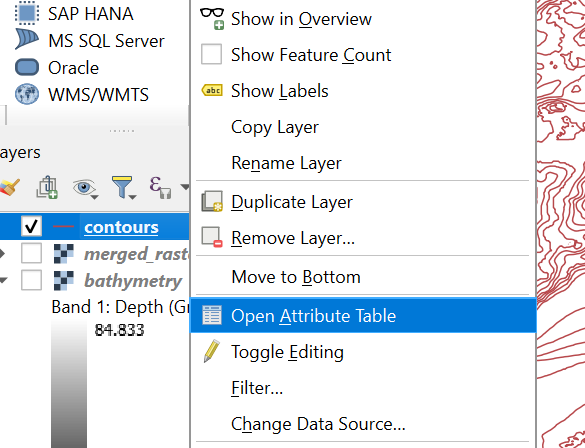 SAP HANA
MS SQL Server
Oracle
WMS/WMTS
ayers
contours
merged_rast
bathymetry
Band 1: Depth (Gr
84.833
Show in Overview
Show Feature Count
abc Show Labels
Copy Layer
Rename Layer
Duplicate Layer
Remove Layer...
Move to Bottom
Open Attribute Table
Toggle Editing
Filter...
Change Data Source...